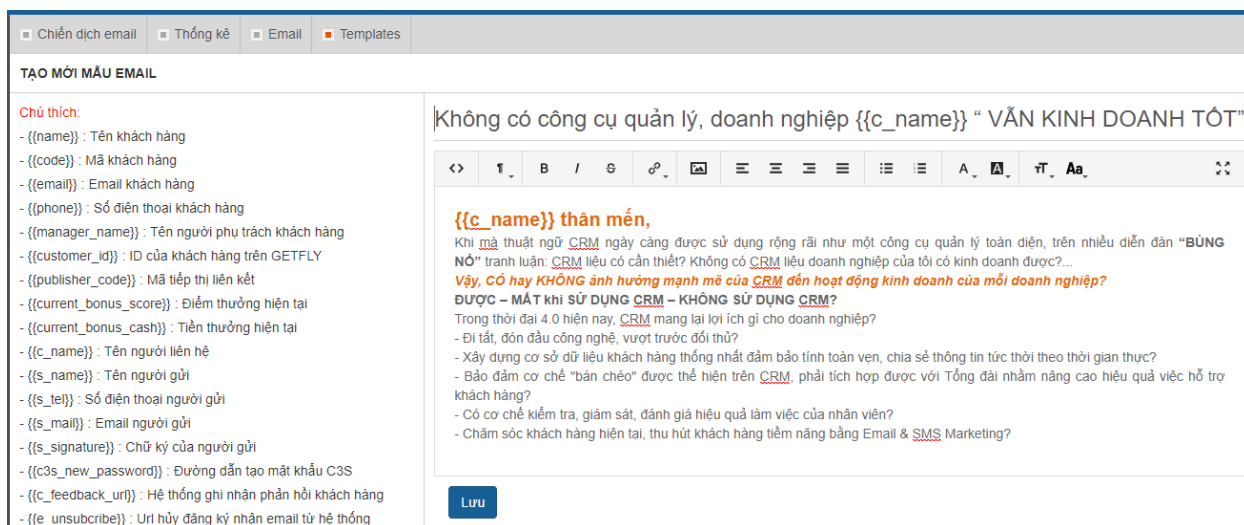 Chiến dịch email Thống kê Email Templates
TẠO MỚI MẪU EMAIL
Chú thích:
- {{name}} : Tên khách hàng
- {{code}} : Mã khách hàng
- {{email}} : Email khách hàng
- {{phone}} : Số điện thoại khách hàng
- {{manager_name}} : Tên người phụ trách khách hàng
- {{customer_id}} : ID của khách hàng trên GETFLY
- {{publisher_code}} : Mã tiếp thị liên kết
- {{current_bonus_score}} : Điểm thưởng hiện tại
- {{current_bonus_cash}} : Tiền thưởng hiện tại
- {{c_name}} : Tên người liên hệ
- {{s_name}} : Tên người gửi
- {{s_tel}} : Số điện thoại người gửi
- {{s_mail}} : Email người gửi
- {{s_signature}} : Chữ ký của người gửi
- {{c3s_new_password}} : Đường dẫn tạo mật khẩu C3S
- {{c_feedback_url}} : Hệ thống ghi nhận phản hồi khách hàng
- {{e_unsubcribe}} : Url hủy đăng ký nhận email từ hệ thống
Không có công cụ quản lý, doanh nghiệp {{c_name}} “ VẪN KINH DOANH TỐT”
{{c_name}} thân mến,
Khi mà thuật ngữ CRM ngày càng được sử dụng rộng rãi như một công cụ quản lý toàn diện, trên nhiều diễn đàn “BÙNG
NỔ” tranh luận: CRM liệu có cần thiết? Không có CRM liệu doanh nghiệp của tôi có kinh doanh được?...
Vậy, CÓ hay KHÔNG ảnh hưởng mạnh mẽ của CRM đến hoạt động kinh doanh của mỗi doanh nghiệp?
ĐƯỢC – MẤT khi SỬ DỤNG CRM – KHÔNG SỬ DỤNG CRM?
Trong thời đại 4.0 hiện nay, CRM mang lại lợi ích gì cho doanh nghiệp?
- Đi tắt, đón đầu công nghệ, vượt trước đối thủ?
- Xây dựng cơ sở dữ liệu khách hàng thống nhất đảm bảo tính toàn vẹn, chia sẻ thông tin tức thời theo thời gian thực?
- Bảo đảm cơ chế "bán chéo" được thể hiện trên CRM, phải tích hợp được với Tổng đài nhằm nâng cao hiệu quả việc hỗ trợ
khách hàng?
- Có cơ chế kiểm tra, giám sát, đánh giá hiệu quả làm việc của nhân viên?
- Chăm sóc khách hàng hiện tại, thu hút khách hàng tiềm năng bằng Email & SMS Marketing?
Lưu